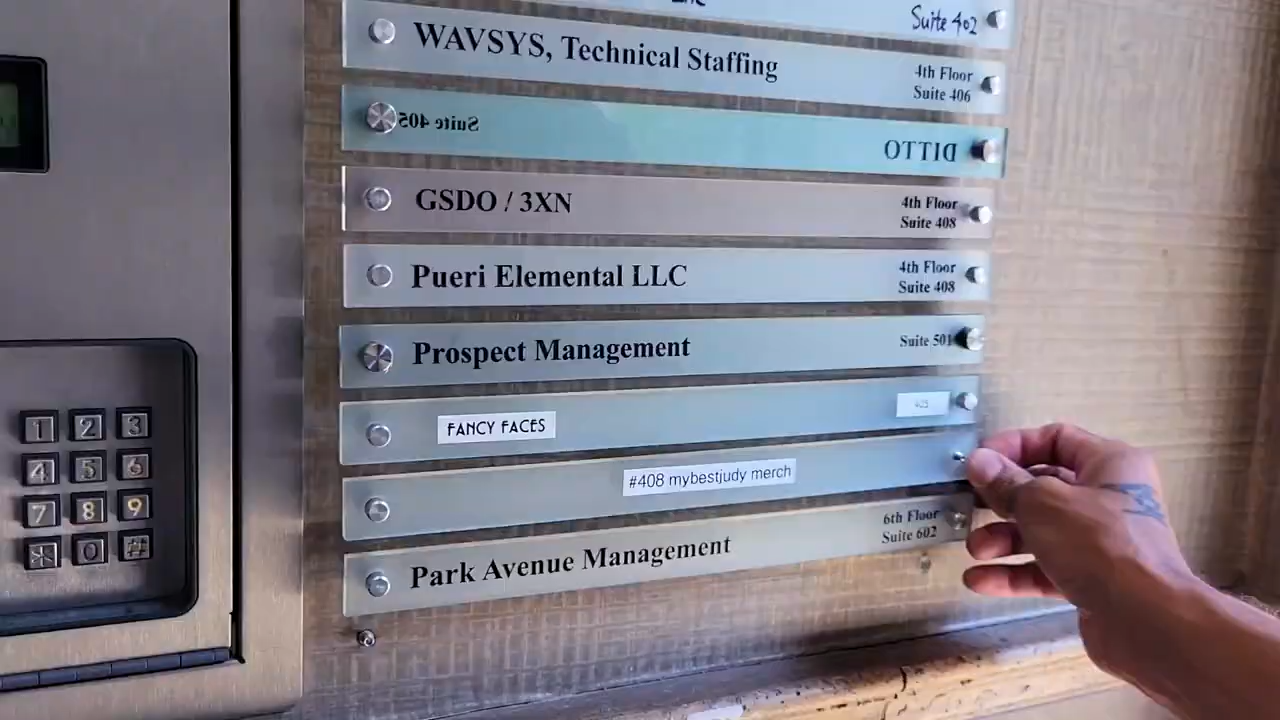 Suite 402
WAVSYS, Technical Staffing
4th Floor
Suite 406
Suite 405
DITTO
GSDO / 3XN
4th Floor
Suite 408
Pueri Elemental LLC
4th Floor
Suite 408
Prospect Management
Suite 501
FANCY FACES
405
#408 mybestjudy merch
Park Avenue Management
6th Floor
Suite 602
1 2 3
4 5 6
7 8 9
* 0 #